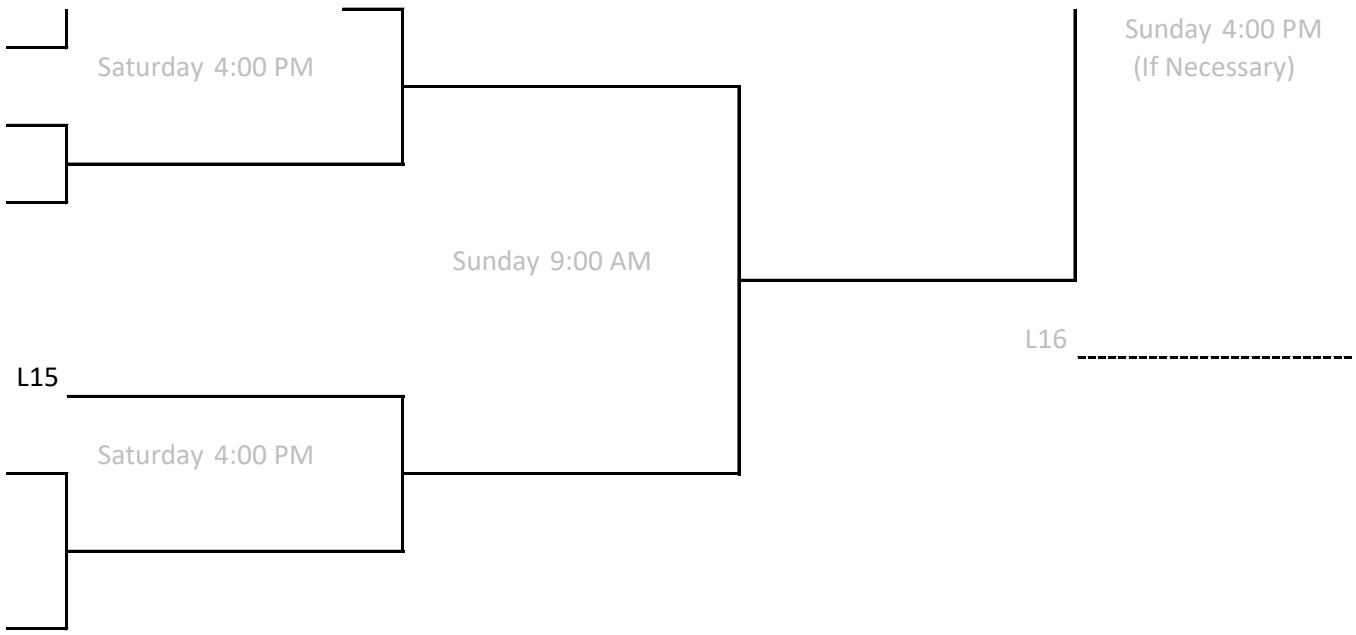 Sunday 4:00 PM
(If Necessary)
Saturday 4:00 PM
Sunday 9:00 AM
L16
L15
Saturday 4:00 PM